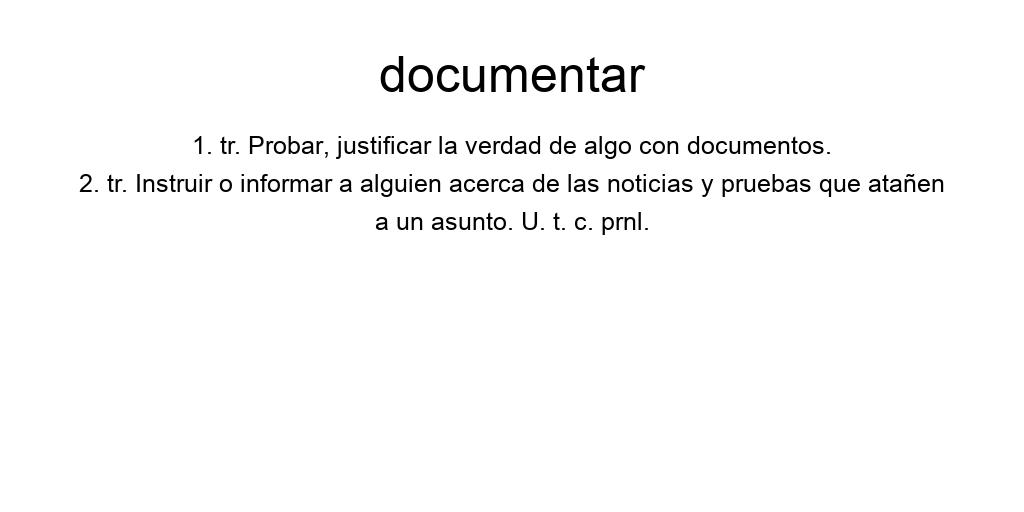 documentar
1. tr. Probar, justificar la verdad de algo con documentos.
2. tr. Instruir o informar a alguien acerca de las noticias y pruebas que atañen
a un asunto. U. t. c. prnl.